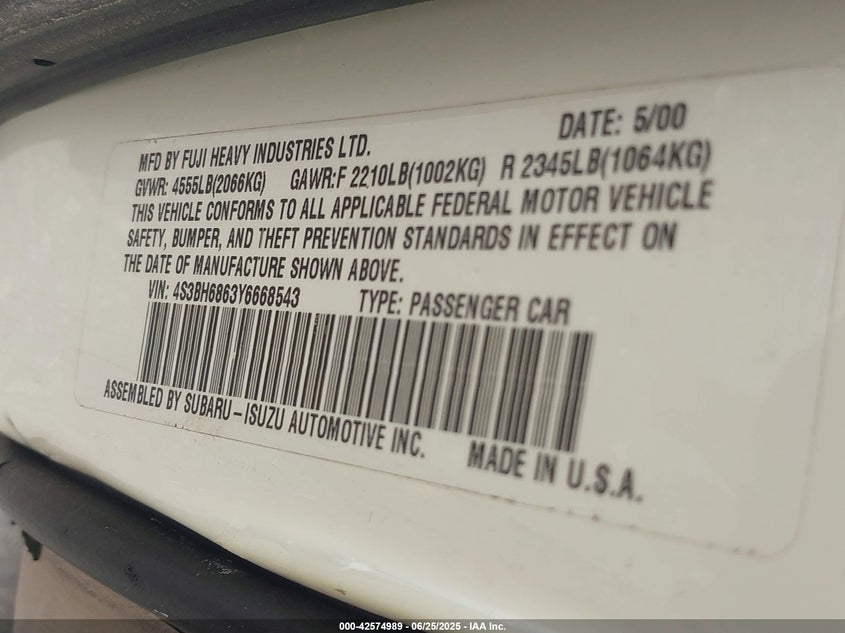 DATE: 5/00
MFD BY FUJI HEAVY INDUSTRIES LTD.
GVWR: 4555LB(2066KG) GAWR:F 2210LB(1002KG) R 2345LB(1064KG)
THIS VEHICLE CONFORMS TO ALL APPLICABLE FEDERAL MOTOR VEHICLE
SAFETY, BUMPER, AND THEFT PREVENTION STANDARDS IN EFFECT ON
THE DATE OF MANUFACTURE SHOWN ABOVE.
VIN: 4S3BH6863Y6668543 TYPE: PASSENGER CAR
ASSEMBLED BY SUBARU-ISUZU AUTOMOTIVE INC. MADE IN U.S.A.
000-42574989 - 06/25/2025 - IAA Inc.